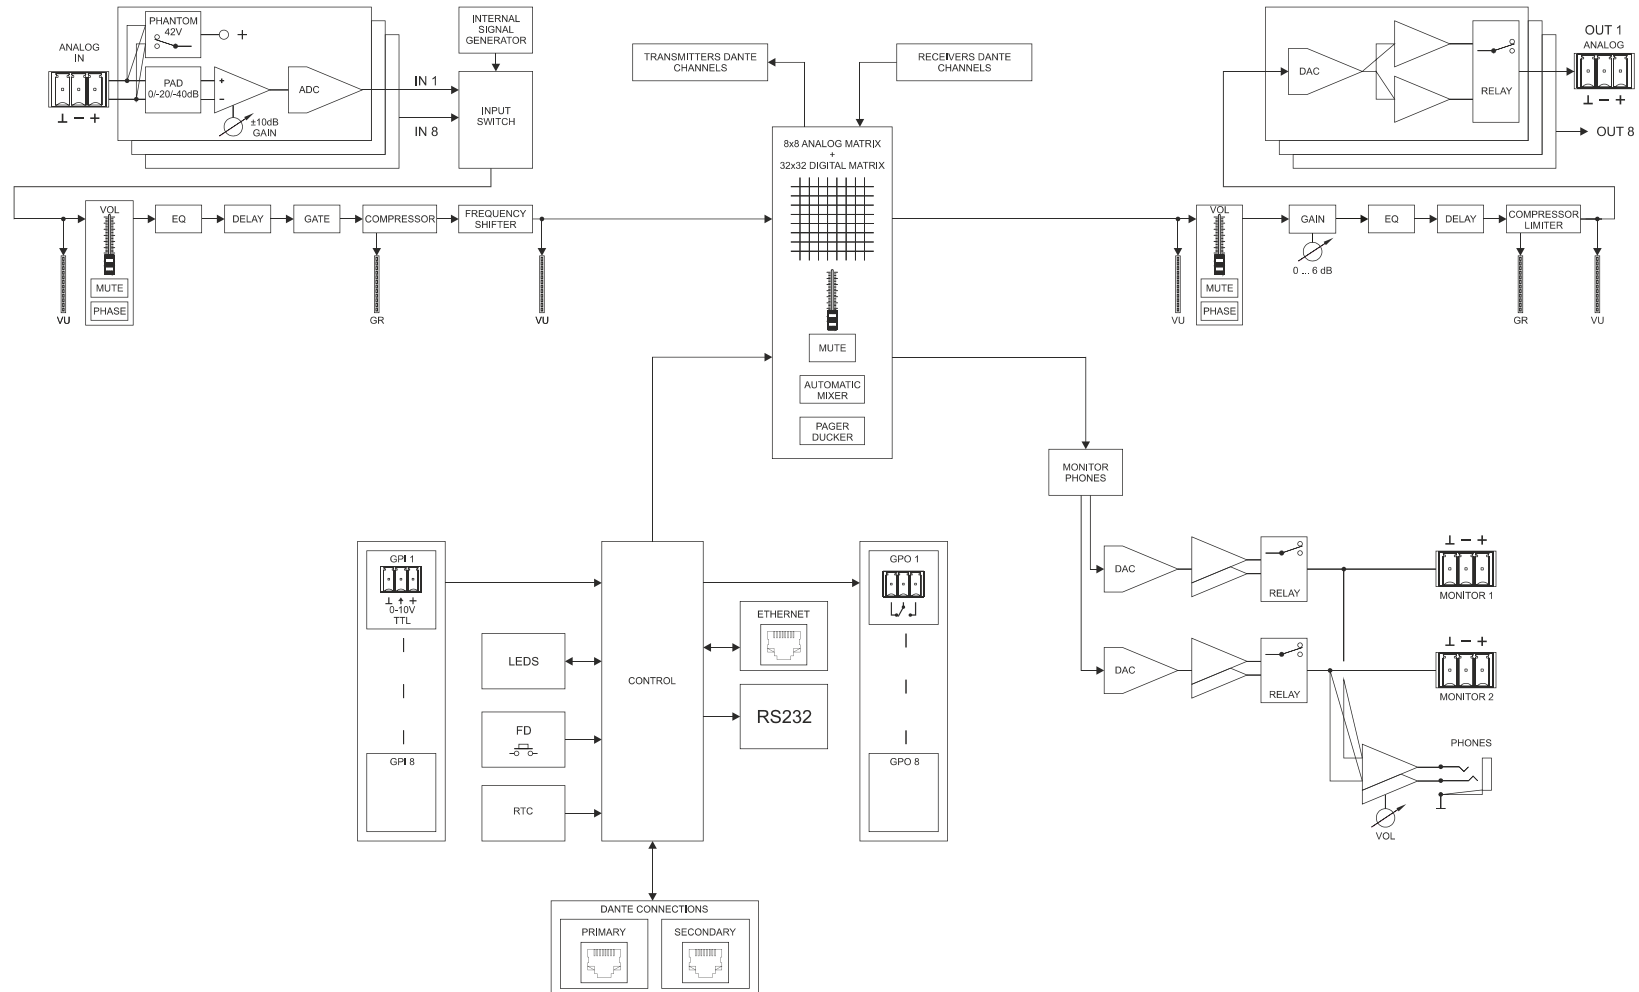 ANALOG
IN
⊥ − +
PHANTOM
42V
+
PAD
0/-20/-40dB
+
−
±10dB
GAIN
ADC
IN 1
IN 8
INTERNAL
SIGNAL
GENERATOR
INPUT
SWITCH
TRANSMITTERS DANTE
CHANNELS
RECEIVERS DANTE
CHANNELS
8x8 ANALOG MATRIX
+
32x32 DIGITAL MATRIX
MUTE
AUTOMATIC
MIXER
PAGER
DUCKER
DAC
RELAY
OUT 1
ANALOG
⊥ − +
OUT 8
VU
VOL
MUTE
PHASE
EQ
DELAY
GATE
COMPRESSOR
GR
FREQUENCY
SHIFTER
VU
VU
VOL
MUTE
PHASE
GAIN
0 ... 6 dB
EQ
DELAY
COMPRESSOR
LIMITER
GR
VU
MONITOR
PHONES
DAC
RELAY
⊥ − +
MONITOR 1
DAC
RELAY
⊥ − +
MONITOR 2
PHONES
VOL
GPI 1
⊥ ↑ +
0-10V
TTL
GPI 8
LEDS
FD
RTC
CONTROL
ETHERNET
RS232
GPO 1
GPO 8
DANTE CONNECTIONS
PRIMARY
SECONDARY